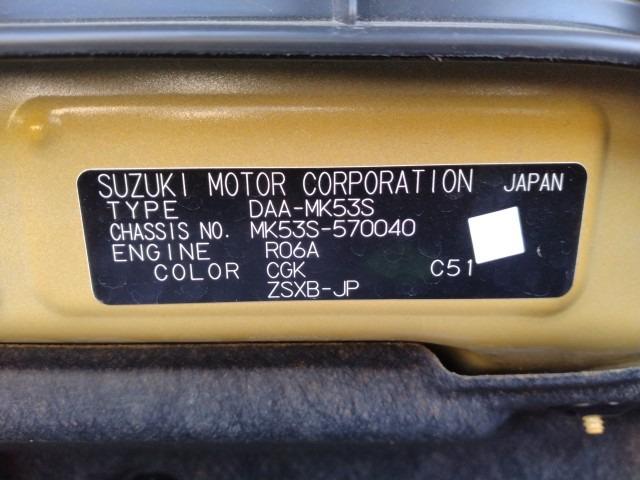 SUZUKI MOTOR CORPORATION JAPAN
TYPE DAA-MK53S
CHASSIS NO. MK53S-570040
ENGINE R06A
COLOR CGK C51
ZSXB-JP